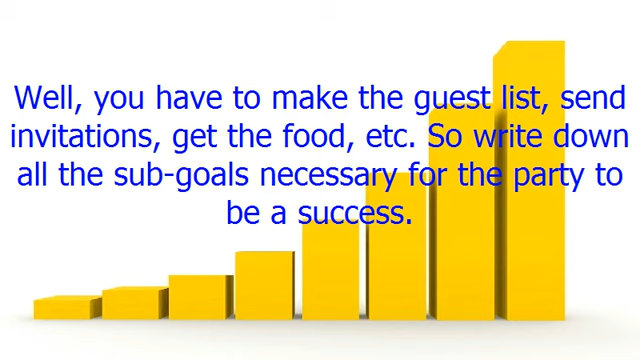 Well, you have to make the guest list, send
invitations, get the food, etc. So write down
all the sub-goals necessary for the party to
be a success.